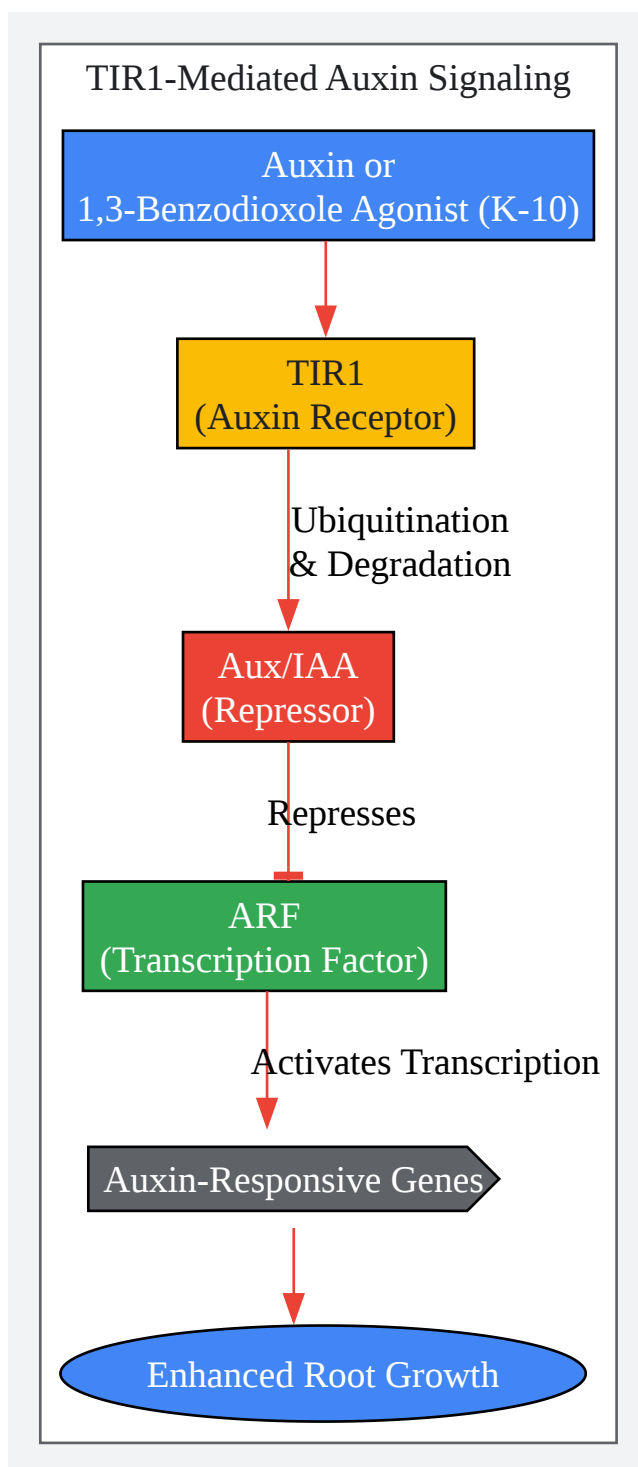 TIR1-Mediated Auxin Signaling
Auxin or
1,3-Benzodioxole Agonist (K-10)
TIR1
(Auxin Receptor)
Ubiquitination
& Degradation
Aux/IAA
(Repressor)
Represses
ARF
(Transcription Factor)
Activates Transcription
Auxin-Responsive Genes
Enhanced Root Growth